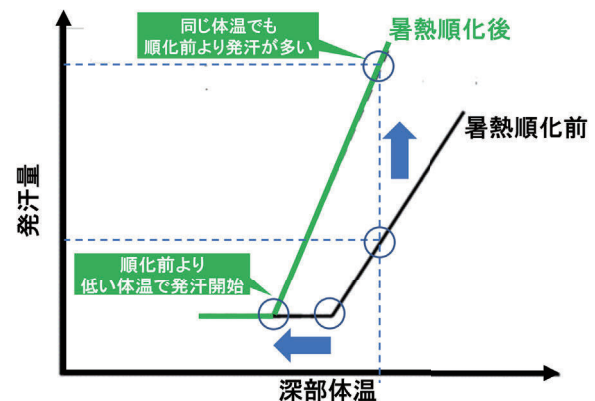 同じ体温でも
順化前より発汗が多い
暑熱順化後
暑熱順化前
発汗量
順化前より
低い体温で発汗開始
深部体温